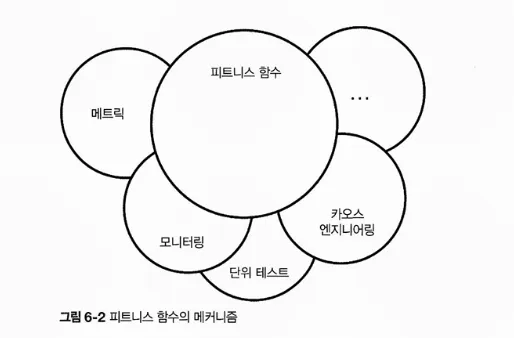 피트니스 함수
...
메트릭
카오스
엔지니어링
모니터링
단위 테스트
그림 6-2 피트니스 함수의 메커니즘